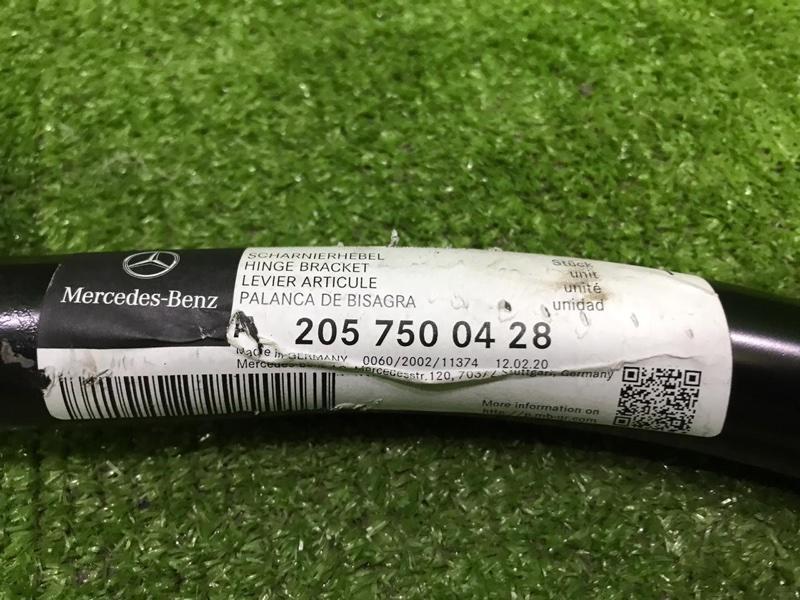 Mercedes-Benz
SCHARNIERHEBEL
HINGE BRACKET
LEVIER ARTICULE
PALANCA DE BISAGRA
Stück
unit
unité
unidad
205 750 04 28
Made in GERMANY 0060/2002/11374 12.02.20
Mercedesstr.120, Stuttgart, Germany
More information on